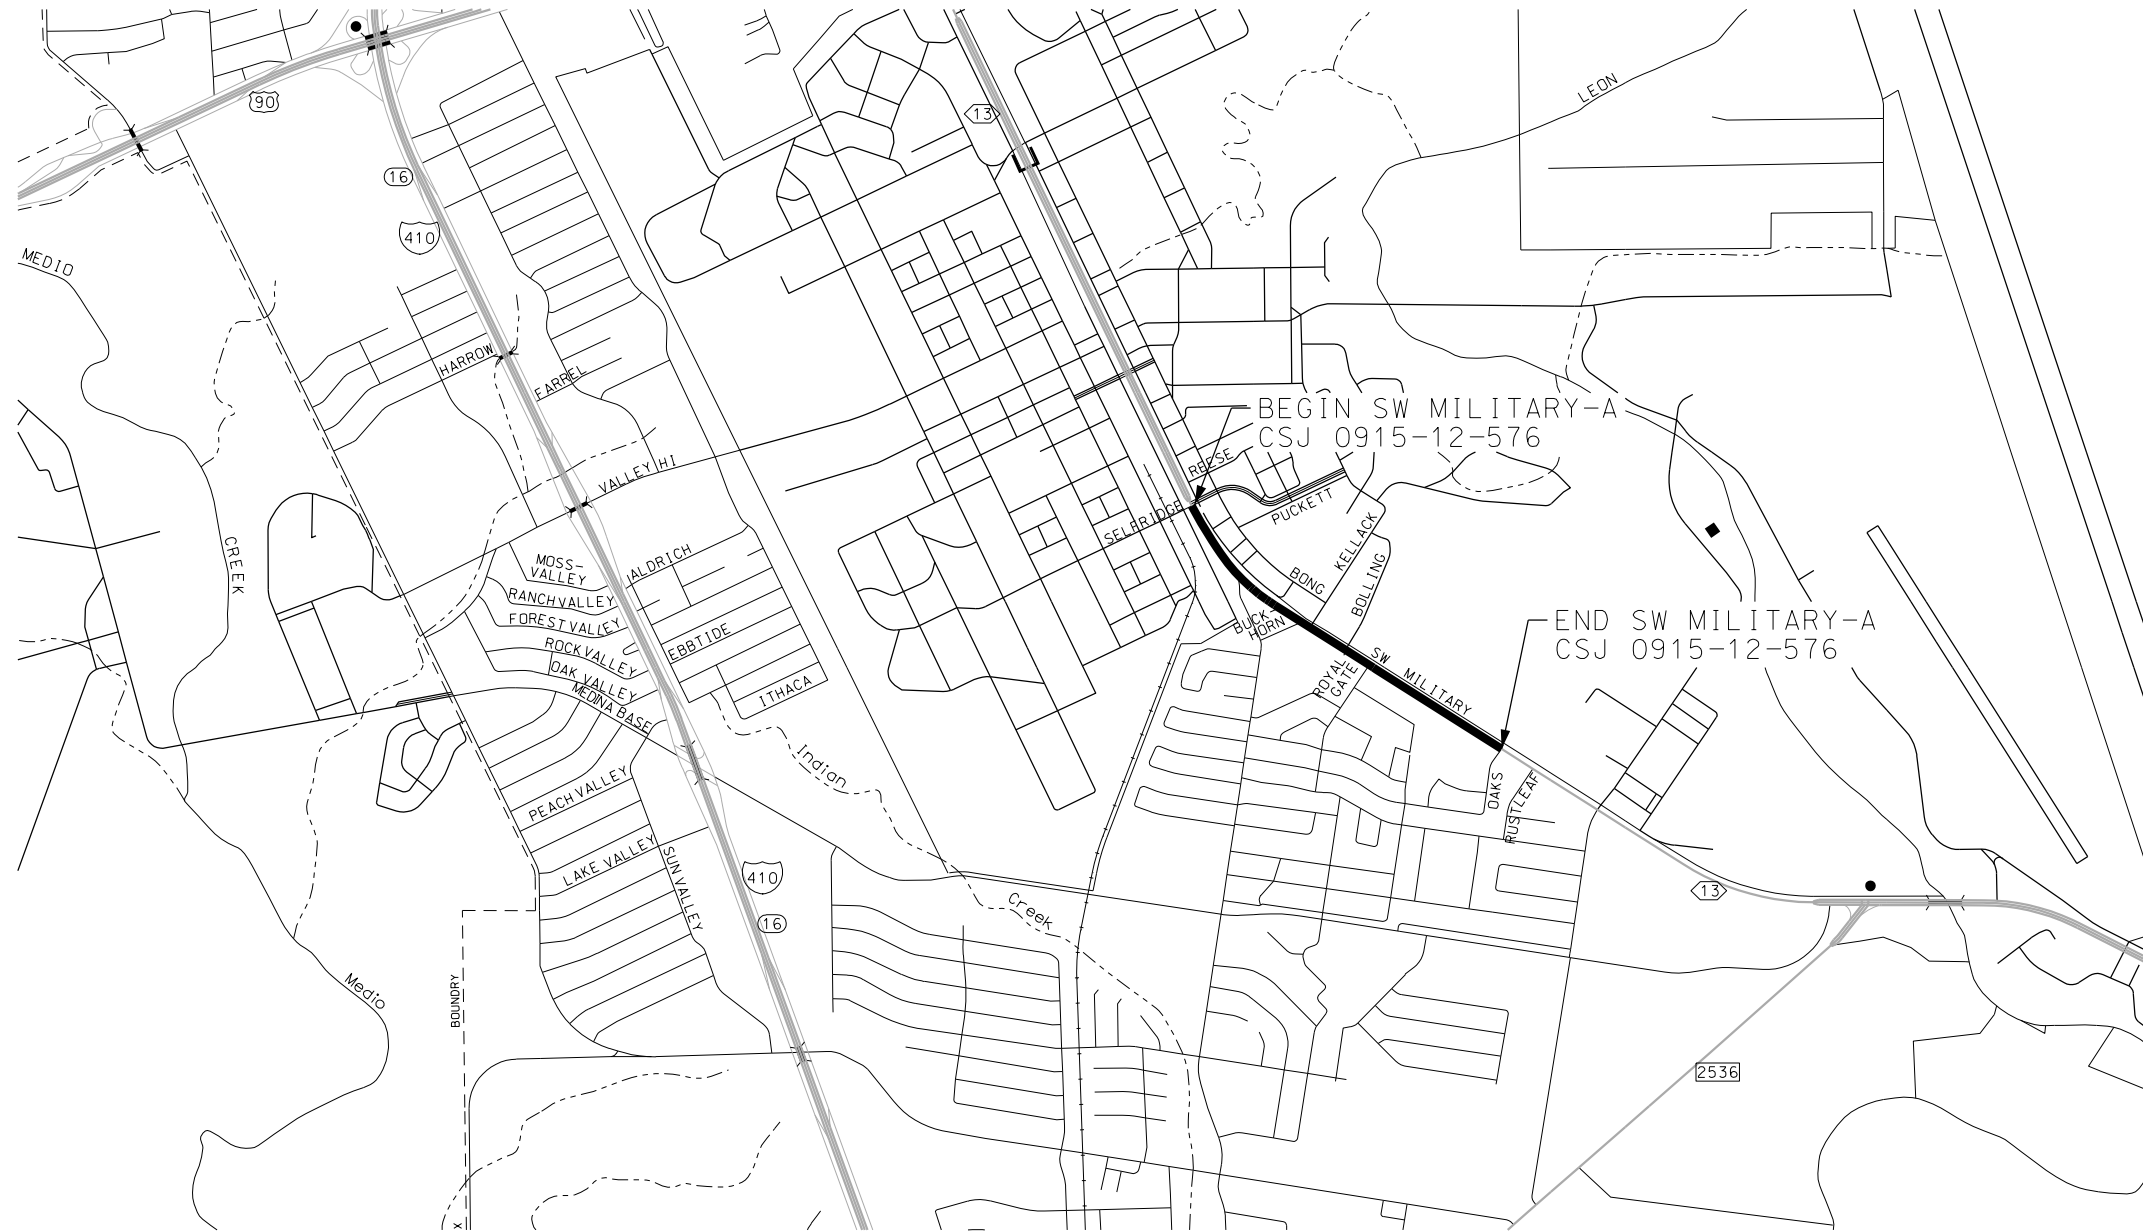 90
13
LEON
16
410
MEDIO
HARROW
FARREL
BEGIN SW MILITARY-A
CSJ 0915-12-576
REESE
VALLEY HI
PUCKETT
SELFRIDGE
KELLACK
CREEK
MOSS-
VALLEY
ALDRICH
BONG
BOLLING
RANCH VALLEY
FOREST VALLEY
BUCK-
HORN
END SW MILITARY-A
CSJ 0915-12-576
EBBTIDE
ROCK VALLEY
OAK VALLEY
ROYAL
GATE
SW MILITARY
ITHACA
MEDINA BASE
Indian
PEACH VALLEY
OAKS
RUSTLEAF
LAKE VALLEY
SUN VALLEY
410
13
16
Creek
Medio
BOUNDRY
2536
X